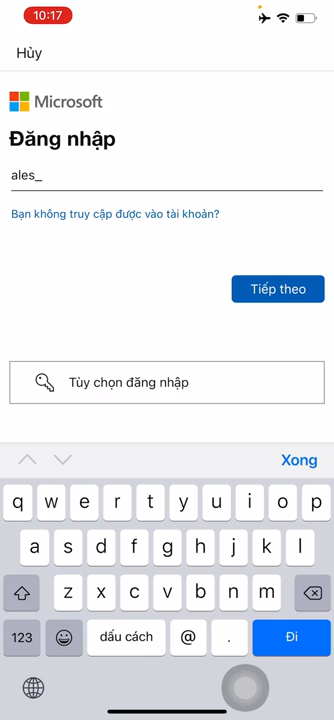 10:17
Hủy
Microsoft
Đăng nhập
ales_
Bạn không truy cập được vào tài khoản?
Tiếp theo
Tùy chọn đăng nhập
Xong
q w e r t y u i o p
a s d f g h j k l
z x c v b n m
123 dấu cách @ . Đi